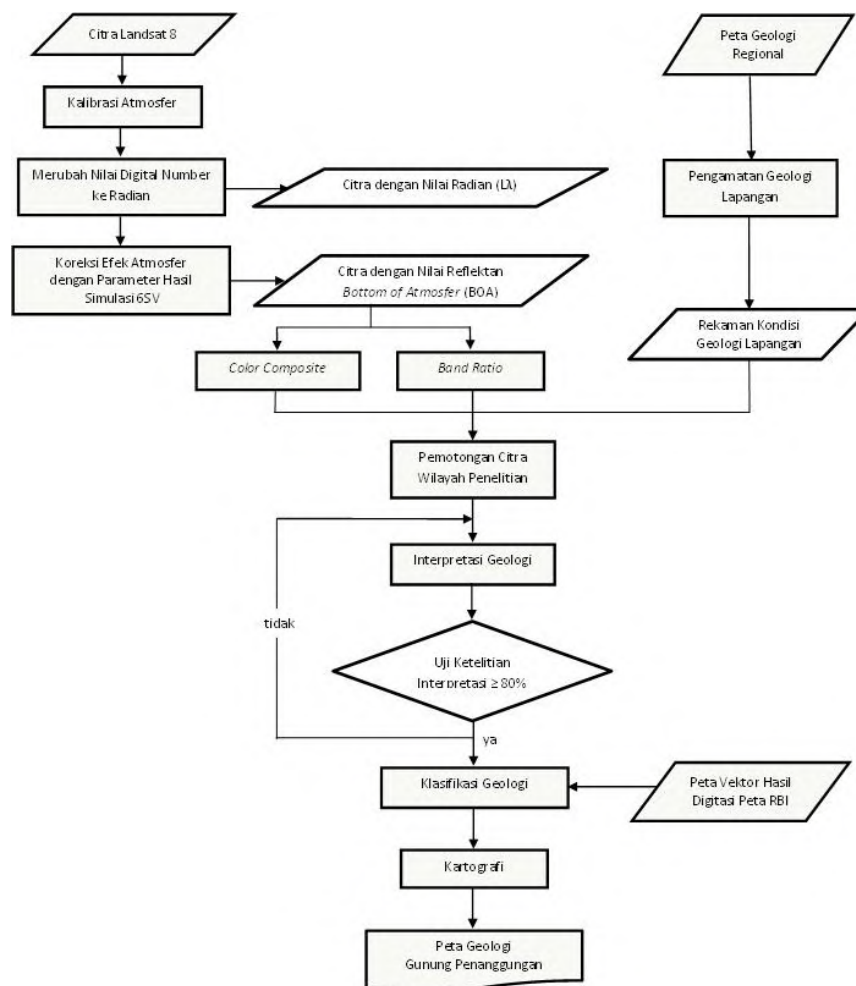 Citra Landsat 8
Peta Geologi
Regional
Kalibrasi Atmosfer
Merubah Nilai Digital Number
ke Radian
Citra dengan Nilai Radian (Lλ)
Pengamatan Geologi
Lapangan
Koreksi Efek Atmosfer
dengan Parameter Hasil
Simulasi 6SV
Citra dengan Nilai Reflektan
Bottom of Atmosfer (BOA)
Rekaman Kondisi
Geologi Lapangan
Color Composite
Band Ratio
Pemotongan Citra
Wilayah Penelitian
Interpretasi Geologi
tidak
Uji Ketelitian
Interpretasi ≥ 80%
ya
Klasifikasi Geologi
Peta Vektor Hasil
Digitasi Peta RBI
Kartografi
Peta Geologi
Gunung Penanggungan